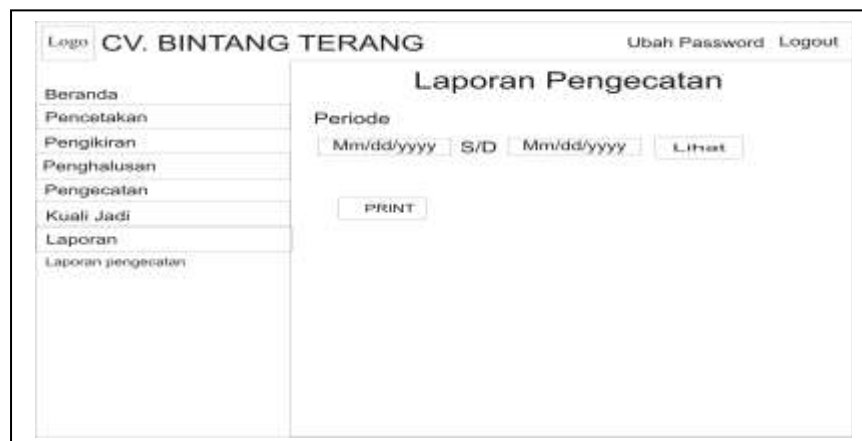 Logo CV. BINTANG TERANG Ubah Password Logout
Laporan Pengecatan
Beranda
Pencetakan
Periode
Pengikiran
Mm/dd/yyyy S/D Mm/dd/yyyy Lihat
Penghalusan
Pengecatan
Kuali Jadi
PRINT
Laporan
Laporan pengecatan